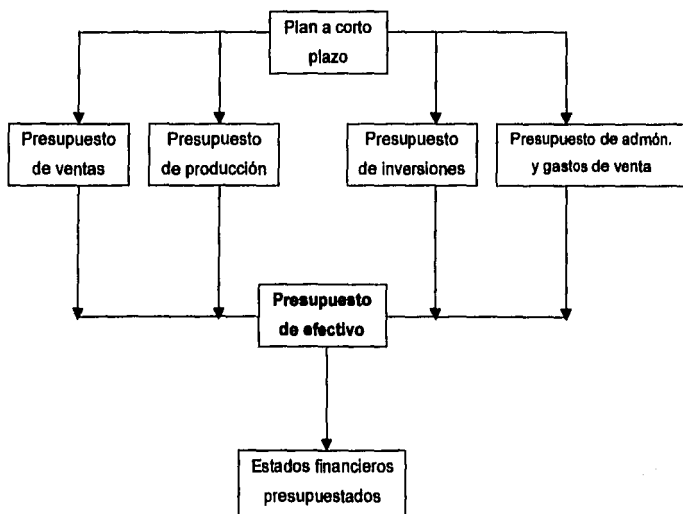 Plan a corto
plazo
Presupuesto
de ventas
Presupuesto
de producción
Presupuesto
de inversiones
Presupuesto de admón.
y gastos de venta
Presupuesto
de efectivo
Estados financieros
presupuestados